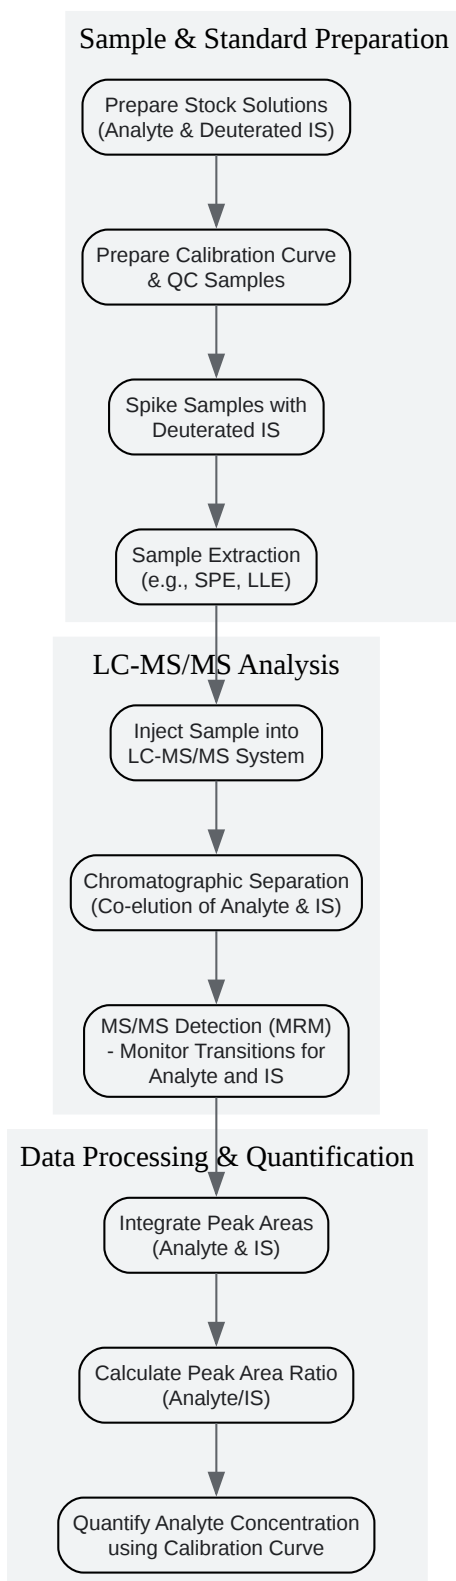 Sample & Standard Preparation
Prepare Stock Solutions
(Analyte & Deuterated IS)
Prepare Calibration Curve
& QC Samples
Spike Samples with
Deuterated IS
Sample Extraction
(e.g., SPE, LLE)
LC-MS/MS Analysis
Inject Sample into
LC-MS/MS System
Chromatographic Separation
(Co-elution of Analyte & IS)
MS/MS Detection (MRM)
- Monitor Transitions for
Analyte and IS
Data Processing & Quantification
Integrate Peak Areas
(Analyte & IS)
Calculate Peak Area Ratio
(Analyte/IS)
Quantify Analyte Concentration
using Calibration Curve